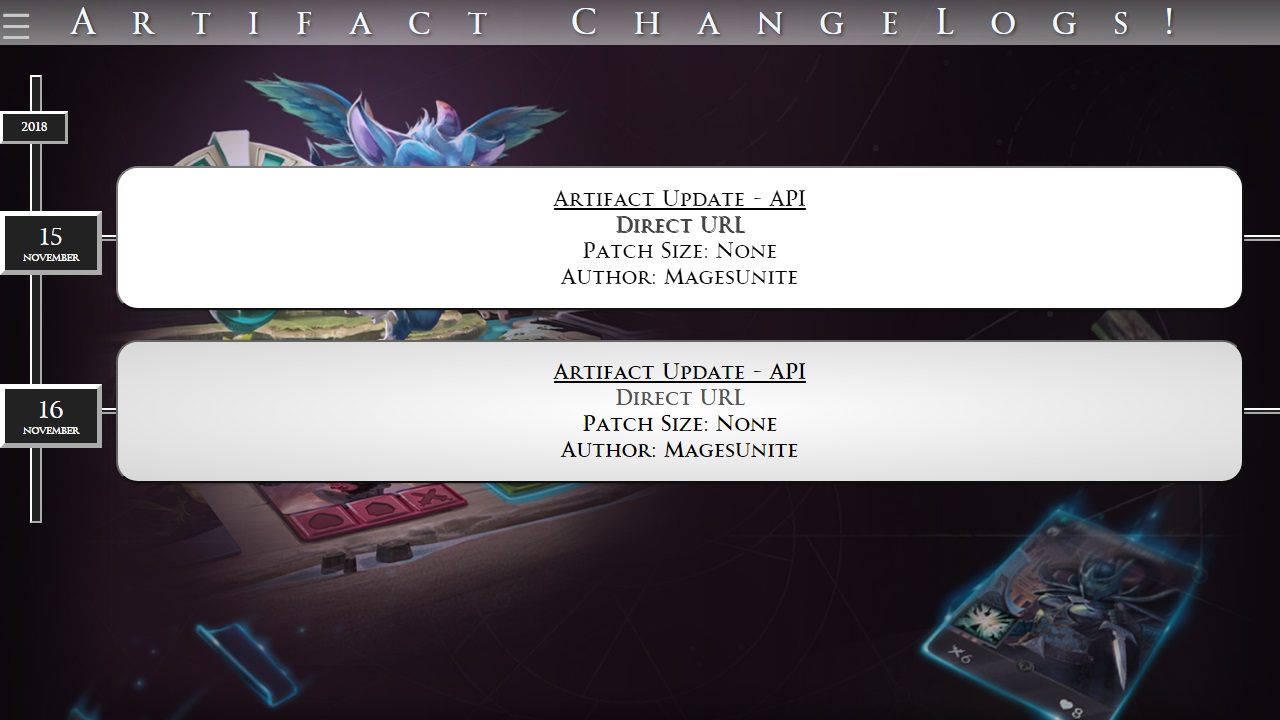 Artifact ChangeLogs!
2018
15
November
Artifact Update - API
Direct URL
Patch Size: None
Author: MagesUnite
16
November
Artifact Update - API
Direct URL
Patch Size: None
Author: MagesUnite
x6
8